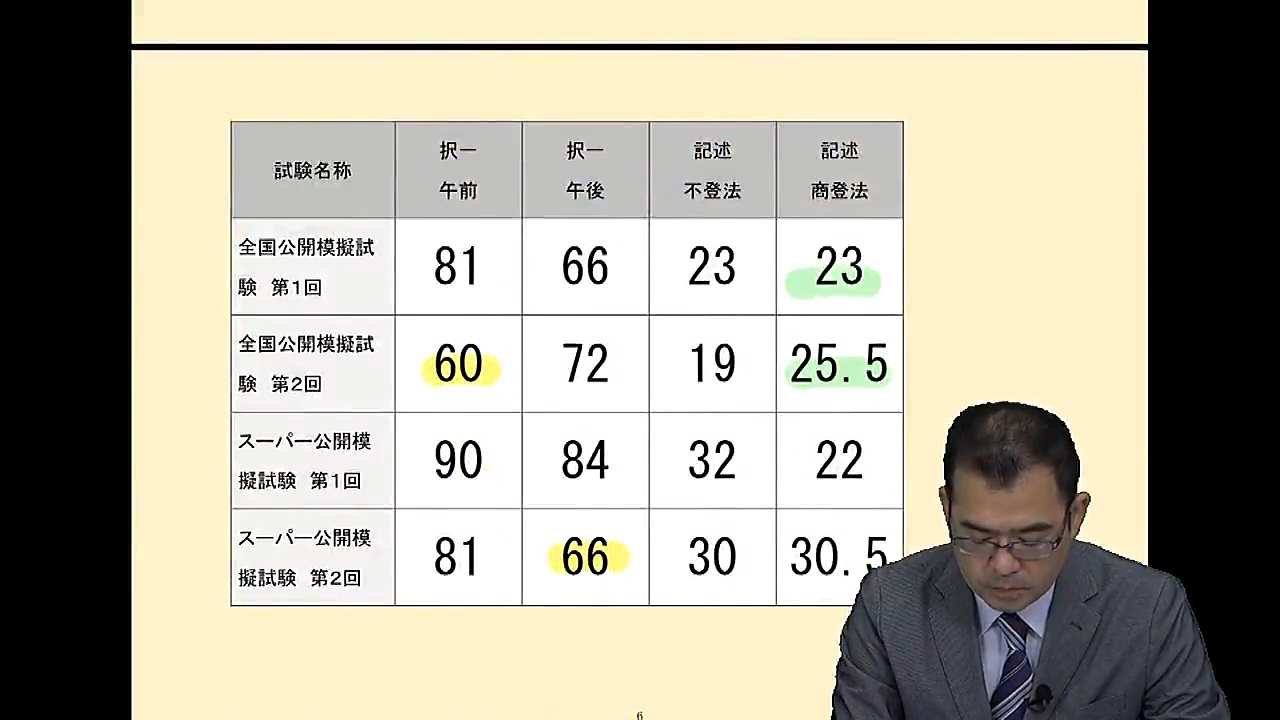 試験名称
択一
午前
択一
午後
記述
不登法
記述
商登法
全国公開模擬試
験 第1回
81
66
23
23
全国公開模擬試
験 第2回
60
72
19
25.5
スーパー公開模
擬試験 第1回
90
84
32
22
スーパー公開模
擬試験 第2回
81
66
30
30.5
6